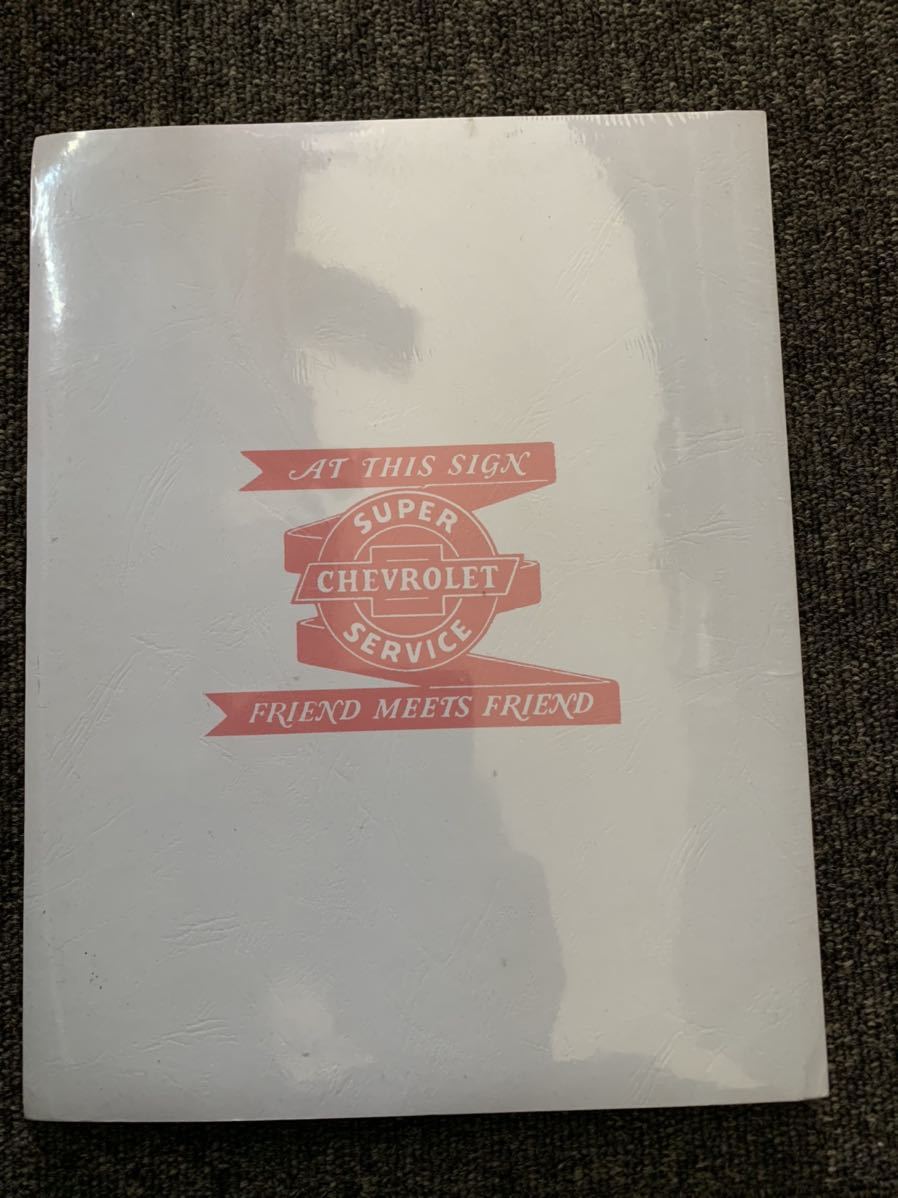 AT THIS SIGN
SUPER
CHEVROLET
SERVICE
FRIEND MEETS FRIEND